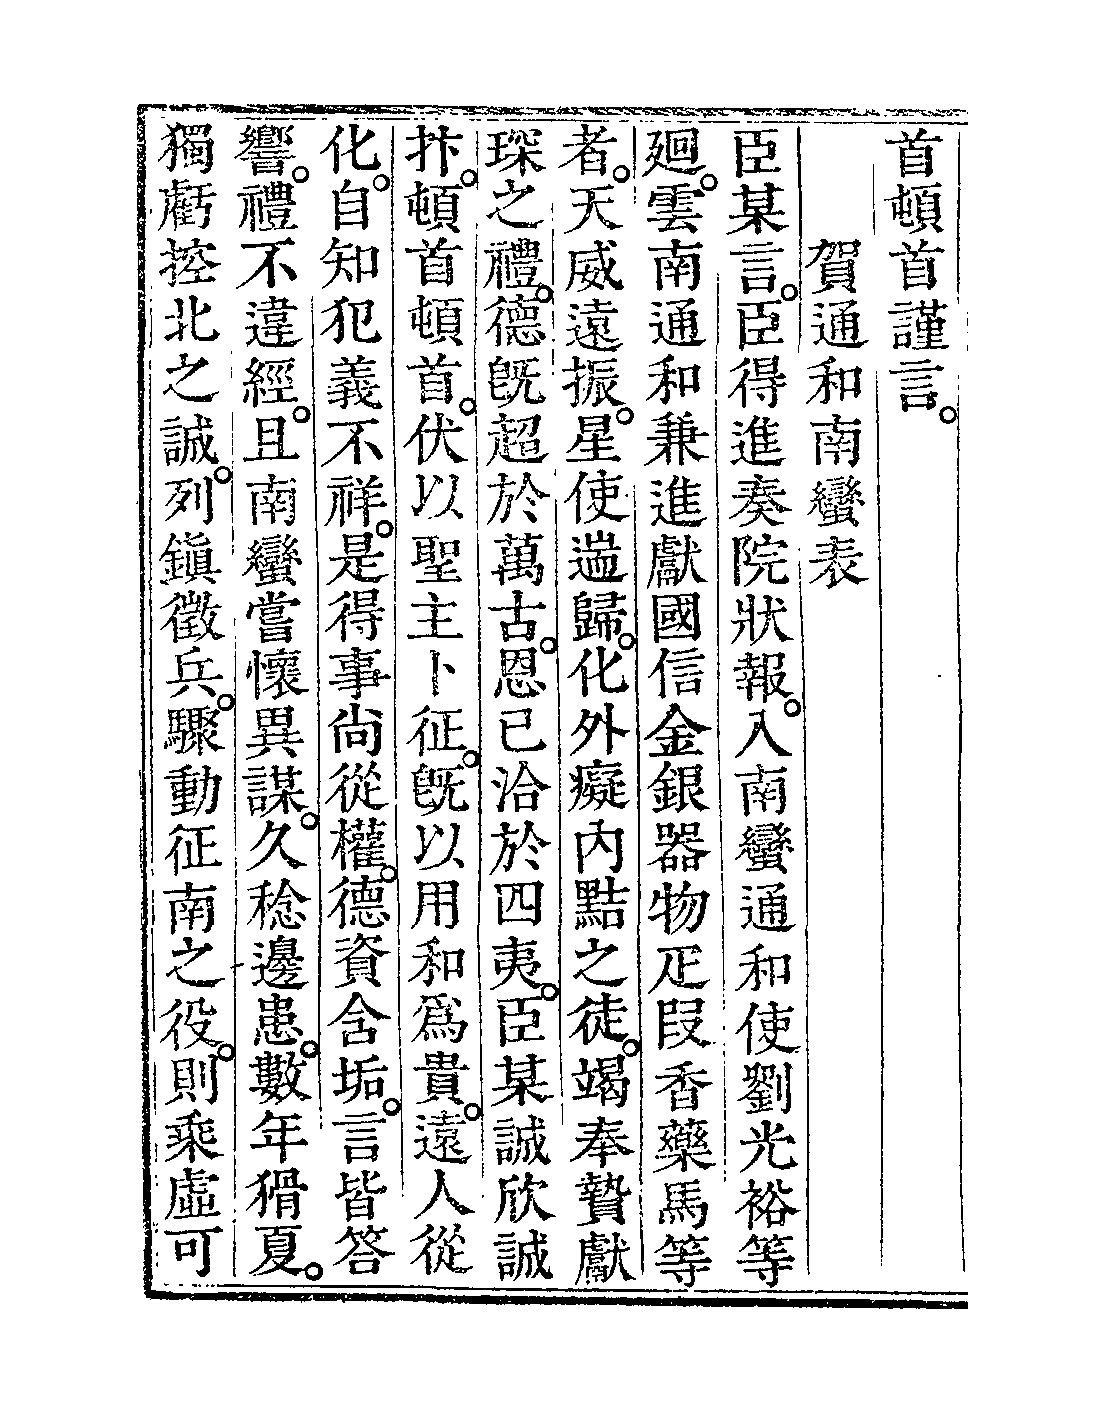 首頓首謹言。
賀通和南蠻表
臣某言。臣得進奏院狀報。入南蠻通和使劉光裕等
廻。雲南通和兼進獻國信金銀器物疋段香藥馬等
者。天威遠振。星使遄歸。化外癡內黠之徒。竭奉贄獻
琛之禮。德旣超於萬古。恩已洽於四夷。臣某誠欣誠
抃。頓首頓首。伏以聖主卜征。旣以用和爲貴。遠人從
化。自知犯義不祥。是得事尚從權。德資含垢。言皆答
響。禮不違經。且南蠻嘗懷異謀。久稔邊患。數年猾夏。
獨虧控北之誠。列鎭徵兵。驟動征南之役。則乘虛可